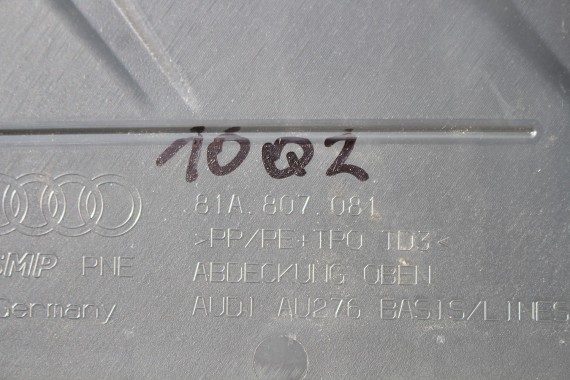 10Q2
81A.807.081
>PP/PE+TPO TD3<
SMP PNE ABDECKUNG OBEN
Germany AUDI AU276 BASIS/LINES